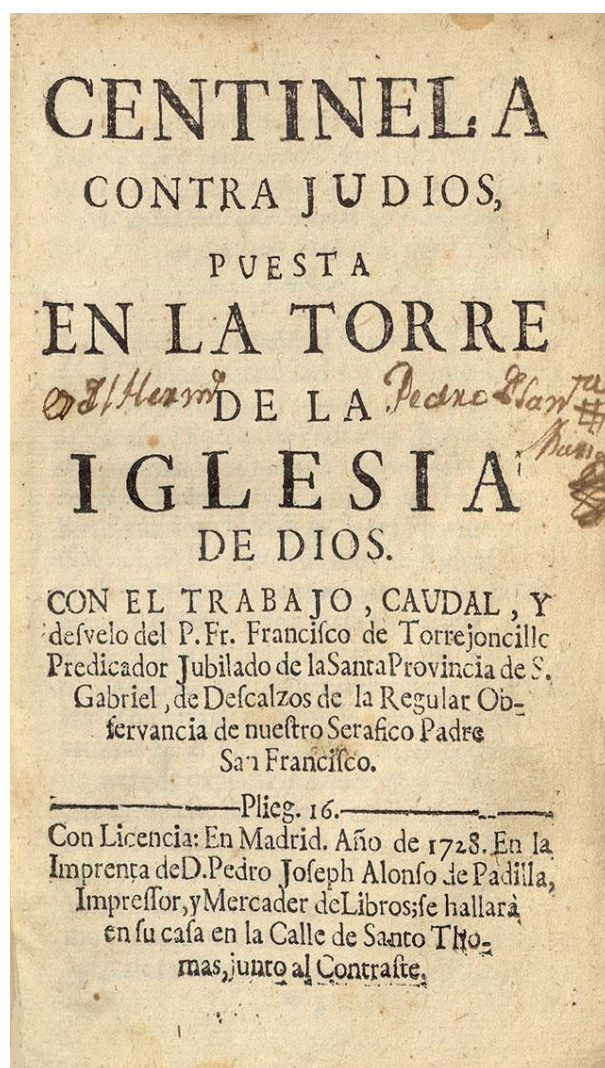 CENTINELA
CONTRA JUDIOS,
PUESTA
EN LA TORRE
DE LA
Pedro
IGLESIA
DE DIOS.
CON EL TRABAJO, CAVDAL, Y
deſvelo del P. Fr. Franciſco de Torrejoncillo
Predicador Jubilado de la Santa Provincia de S.
Gabriel, de Deſcalzos de la Regular Ob-
ſervancia de nueſtro Serafico Padre
San Franciſco.
Plieg. 16.
Con Licencia: En Madrid. Año de 1728. En la
Imprenta de D. Pedro Joſeph Alonſo de Padilla,
Impreſſor, y Mercader de Libros; ſe hallarà
en ſu caſa en la Calle de Santo Tho-
mas, junto al Contraſte.